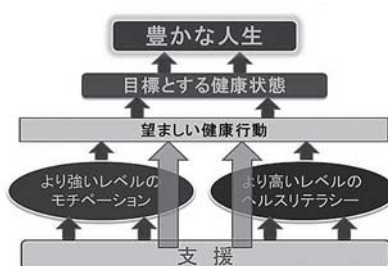 豊かな人生
目標とする健康状態
望ましい健康行動
より強いレベルの
モチベーション
より高いレベルの
ヘルスリテラシー
支援